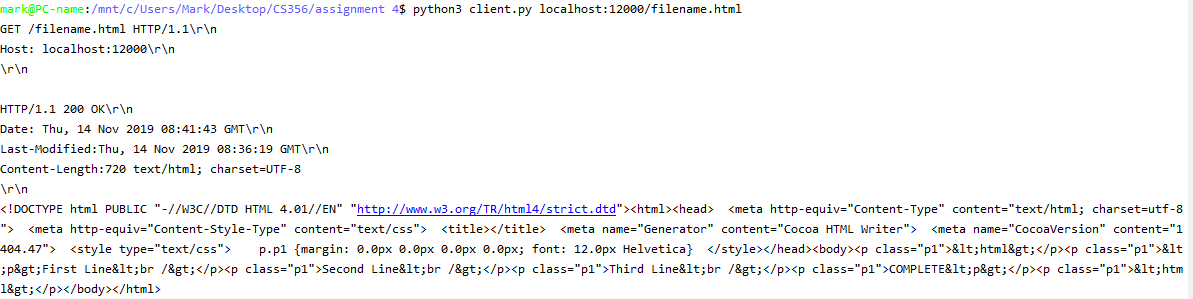 mark@PC-name:/mnt/c/Users/Mark/Desktop/CS356/assignment 4$ python3 client.py localhost:12000/filename.html
GET /filename.html HTTP/1.1\r\n
Host: localhost:12000\r\n
\r\n
HTTP/1.1 200 OK\r\n
Date: Thu, 14 Nov 2019 08:41:43 GMT\r\n
Last-Modified:Thu, 14 Nov 2019 08:36:19 GMT\r\n
Content-Length:720 text/html; charset=UTF-8
\r\n
<!DOCTYPE html PUBLIC "-//W3C//DTD HTML 4.01//EN" "http://www.w3.org/TR/html4/strict.dtd"><html><head>  <meta http-equiv="Content-Type" content="text/html; charset=utf-8
">  <meta http-equiv="Content-Style-Type" content="text/css">  <title></title>  <meta name="Generator" content="Cocoa HTML Writer">  <meta name="CocoaVersion" content="1
404.47">  <style type="text/css">    p.p1 {margin: 0.0px 0.0px 0.0px 0.0px; font: 12.0px Helvetica}  </style></head><body><p class="p1">&lt;html&gt;</p><p class="p1">&lt
;p&gt;First Line&lt;br /&gt;</p><p class="p1">Second Line&lt;br /&gt;</p><p class="p1">Third Line&lt;br /&gt;</p><p class="p1">COMPLETE&lt;p&gt;</p><p class="p1">&lt;htm
l&gt;</p></body></html>